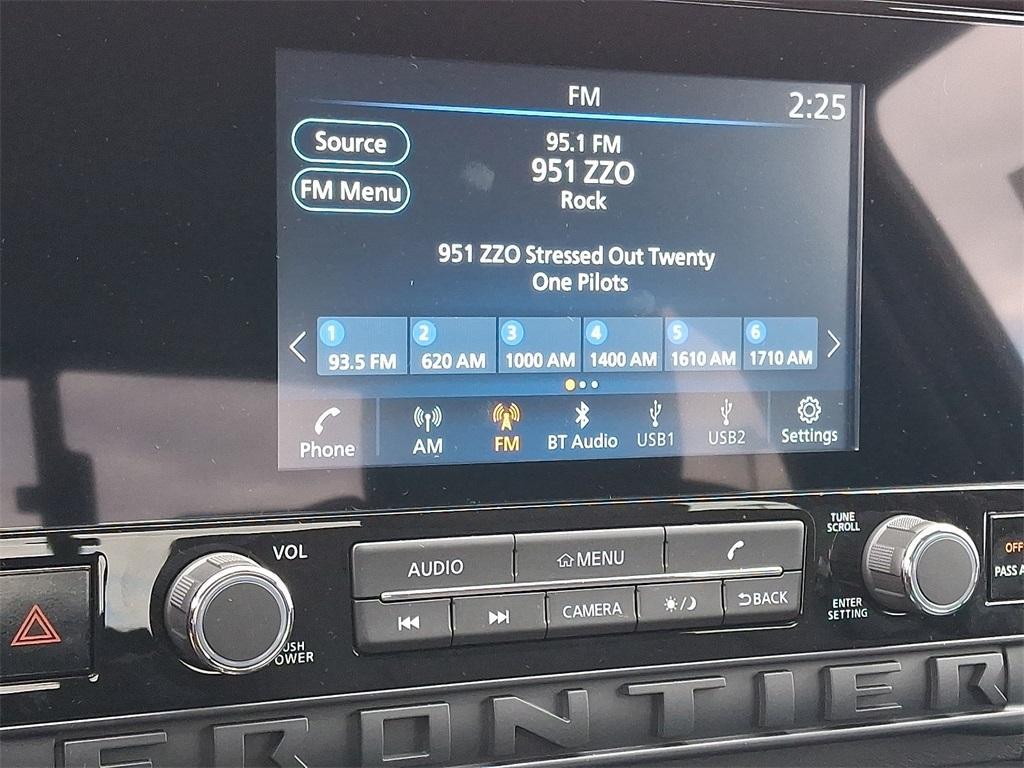 FM
2:25
Source
95.1 FM
951 ZZO
FM Menu
Rock
951 ZZO Stressed Out Twenty
One Pilots
1 2 3 4 5 6
93.5 FM 620 AM 1000 AM 1400 AM 1610 AM 1710 AM
Phone AM FM BT Audio USB1 USB2 Settings
VOL
TUNE
SCROLL
AUDIO MENU
OFF
PASS
CAMERA BACK
ENTER
SETTING
USH
OWER
FRONTIER